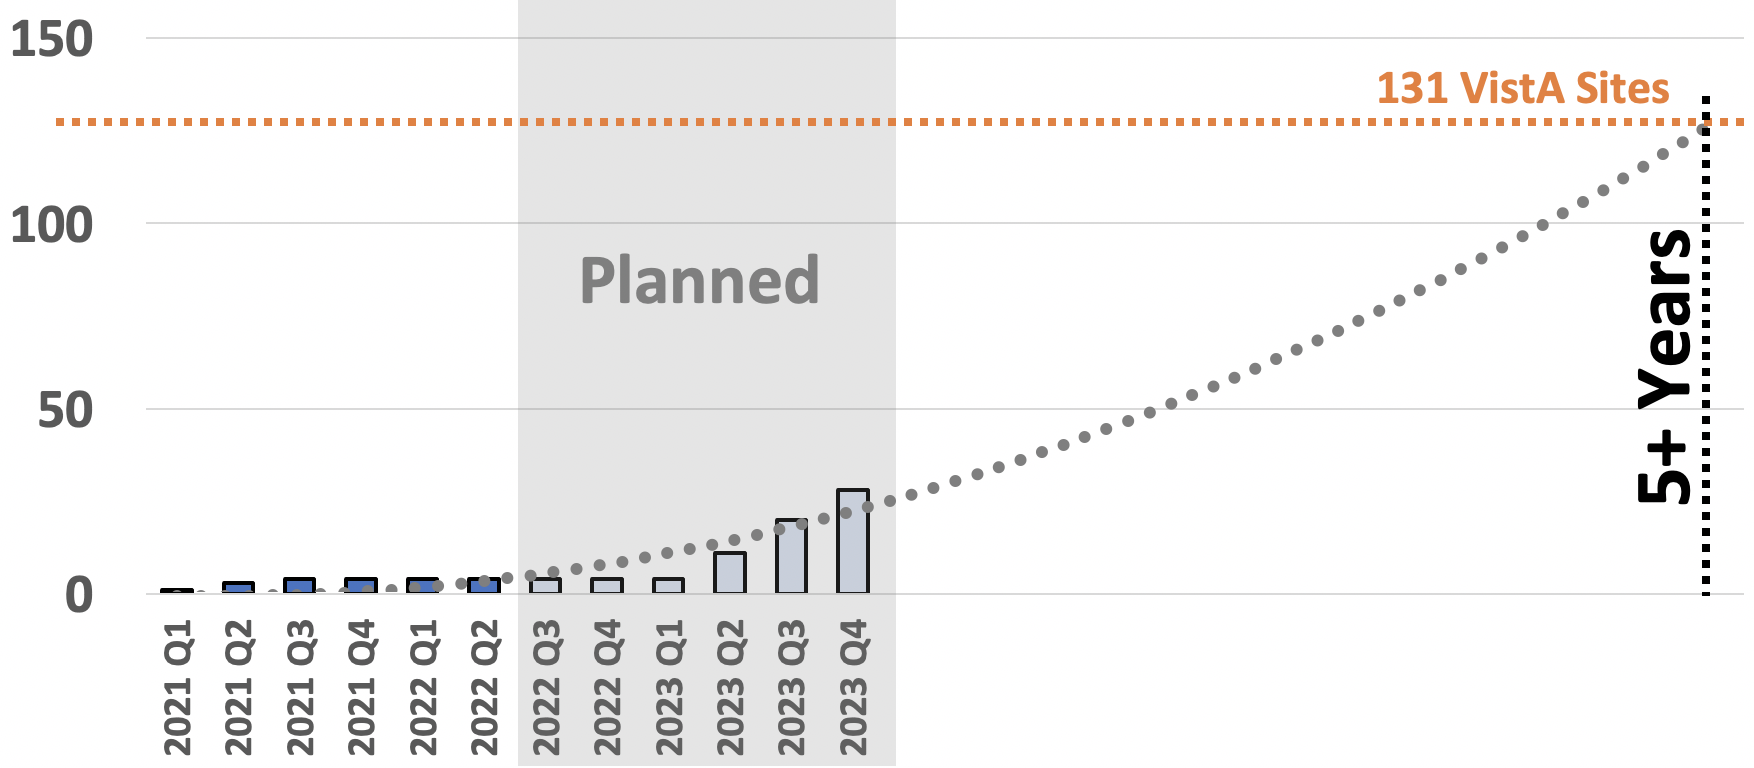 150
131 VistA Sites
100
Planned
5+ Years
50
0
2021 Q1
2021 Q2
2021 Q3
2021 Q4
2022 Q1
2022 Q2
2022 Q3
2022 Q4
2023 Q1
2023 Q2
2023 Q3
2023 Q4